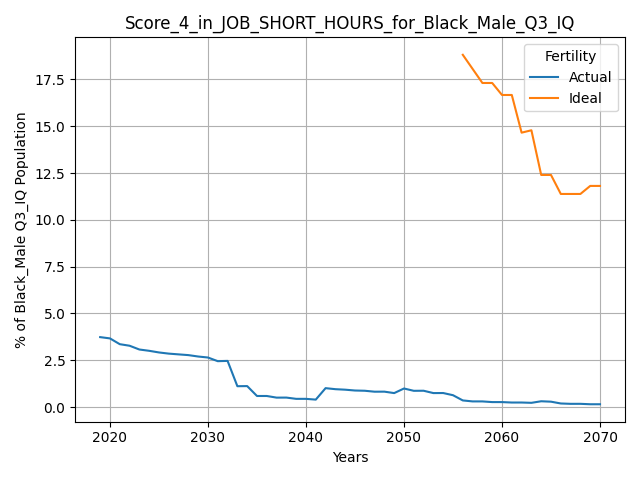 Score_4_in_JOB_SHORT_HOURS_for_Black_Male_Q3_IQ
Fertility
Actual
Ideal
% of Black_Male Q3_IQ Population
17.5
15.0
12.5
10.0
7.5
5.0
2.5
0.0
2020 2030 2040 2050 2060 2070
Years